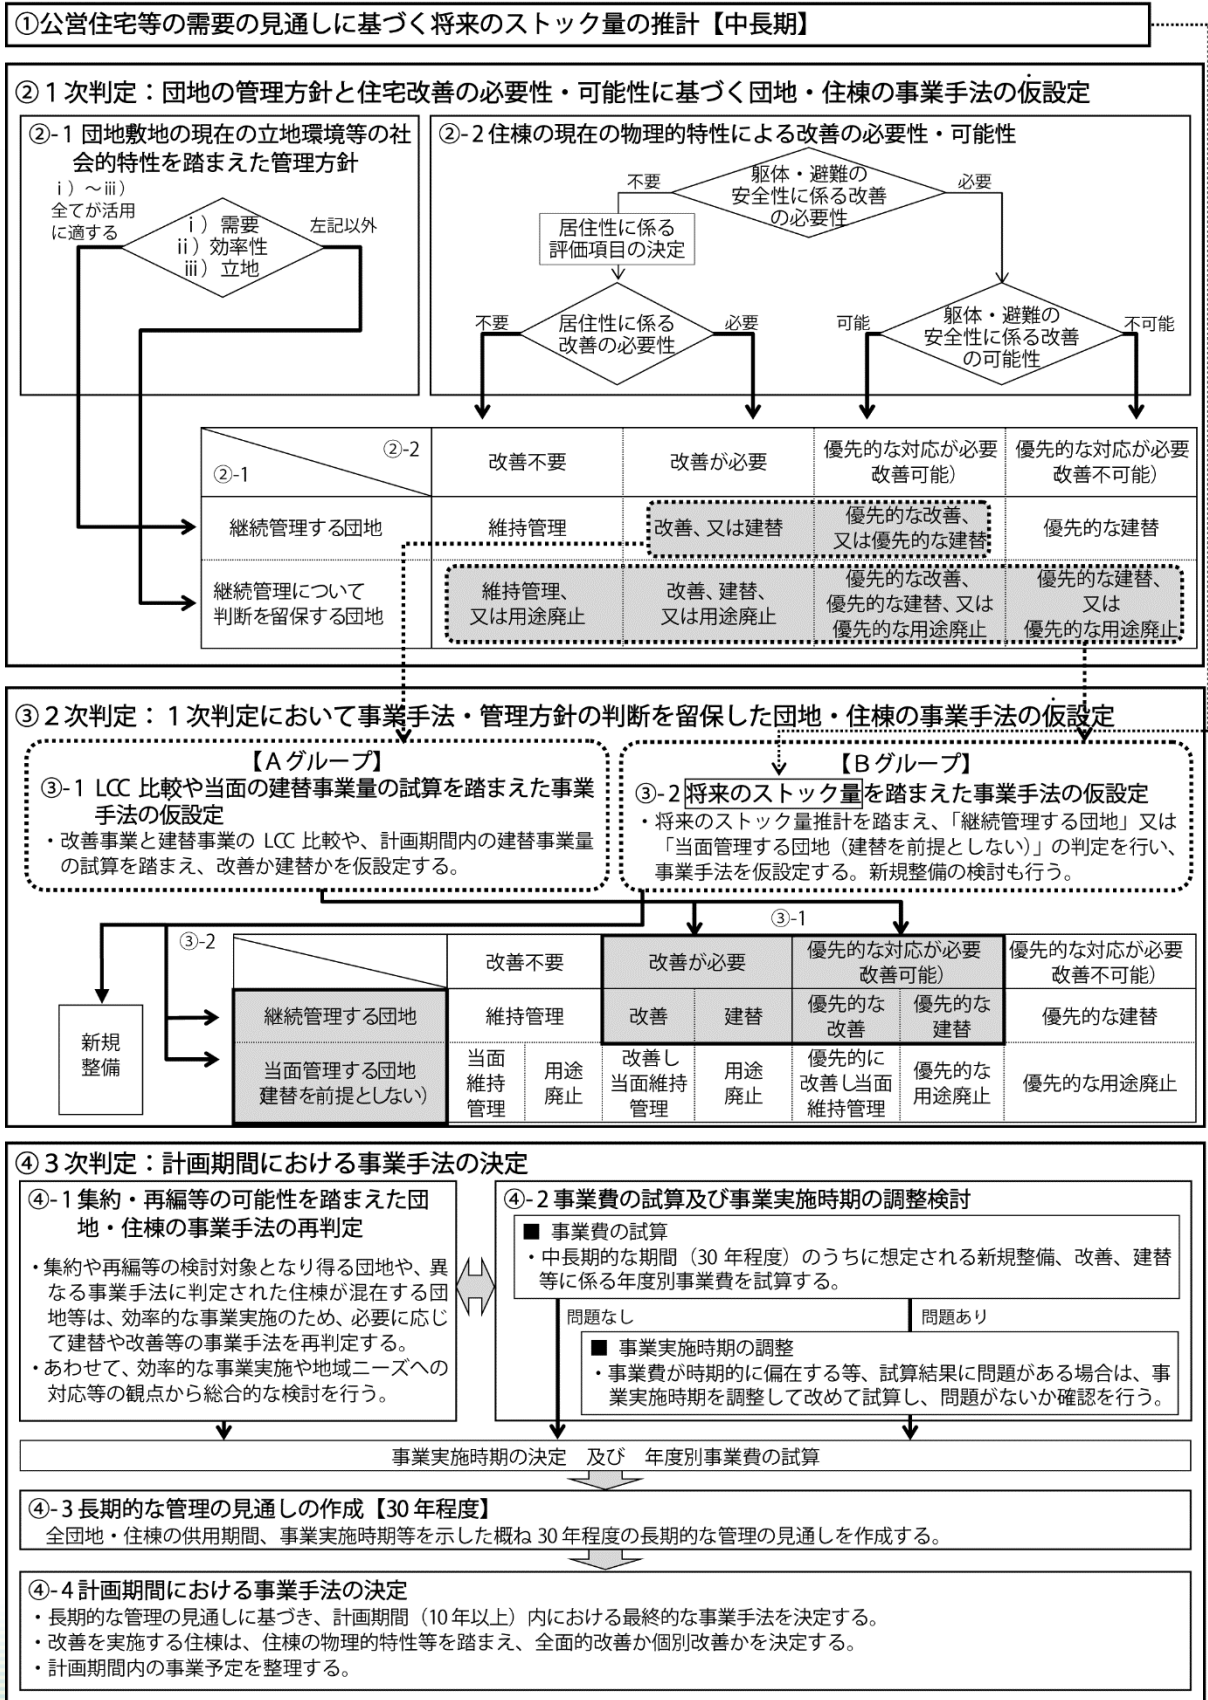 ①公営住宅等の需要の見通しに基づく将来のストック量の推計【中長期】
②1次判定：団地の管理方針と住宅改善の必要性・可能性に基づく団地・住棟の事業手法の仮設定
②-1 団地敷地の現在の立地環境等の社
会的特性を踏まえた管理方針
ⅰ）～ⅲ）
全てが活用
に適する
ⅰ）需要
ⅱ）効率性
ⅲ）立地
左記以外
②-2 住棟の現在の物理的特性による改善の必要性・可能性
不要
躯体・避難の
安全性に係る改善
の必要性
必要
居住性に係る
評価項目の決定
不要
居住性に係る
改善の必要性
必要
可能
躯体・避難の
安全性に係る改善
の可能性
不可能
②-2
②-1
改善不要
改善が必要
優先的な対応が必要
改善可能）
優先的な対応が必要
改善不可能）
継続管理する団地
維持管理
改善、又は建替
優先的な改善、
又は優先的な建替
優先的な建替
継続管理について
判断を留保する団地
維持管理、
又は用途廃止
改善、建替、
又は用途廃止
優先的な改善、
優先的な建替、又は
優先的な用途廃止
優先的な建替、
又は
優先的な用途廃止
③2次判定：1次判定において事業手法・管理方針の判断を留保した団地・住棟の事業手法の仮設定
【Aグループ】
③-1 LCC 比較や当面の建替事業量の試算を踏まえた事業
手法の仮設定
・改善事業と建替事業の LCC 比較や、計画期間内の建替事業量
の試算を踏まえ、改善か建替かを仮設定する。
【Bグループ】
③-2 将来のストック量を踏まえた事業手法の仮設定
・将来のストック量推計を踏まえ、「継続管理する団地」又は
「当面管理する団地（建替を前提としない）」の判定を行い、
事業手法を仮設定する。新規整備の検討も行う。
③-1
③-2
改善不要
改善が必要
優先的な対応が必要
改善可能）
優先的な対応が必要
改善不可能）
新規
整備
継続管理する団地
維持管理
改善
建替
優先的な
改善
優先的な
建替
優先的な建替
当面管理する団地
建替を前提としない）
当面
維持
管理
用途
廃止
改善し
当面維持
管理
用途
廃止
優先的に
改善し当面
維持管理
優先的な
用途廃止
優先的な用途廃止
④3次判定：計画期間における事業手法の決定
④-1 集約・再編等の可能性を踏まえた団
地・住棟の事業手法の再判定
・集約や再編等の検討対象となり得る団地や、異
なる事業手法に判定された住棟が混在する団
地等は、効率的な事業実施のため、必要に応じ
て建替や改善等の事業手法を再判定する。
・あわせて、効率的な事業実施や地域ニーズへの
対応等の観点から総合的な検討を行う。
④-2 事業費の試算及び事業実施時期の調整検討
■ 事業費の試算
・中長期的な期間（30 年程度）のうちに想定される新規整備、改善、建替
等に係る年度別事業費を試算する。
問題なし
問題あり
■ 事業実施時期の調整
・事業費が時期的に偏在する等、試算結果に問題がある場合は、事
業実施時期を調整して改めて試算し、問題がないか確認を行う。
事業実施時期の決定 及び 年度別事業費の試算
④-3 長期的な管理の見通しの作成【30 年程度】
全団地・住棟の供用期間、事業実施時期等を示した概ね 30 年程度の長期的な管理の見通しを作成する。
④-4 計画期間における事業手法の決定
・長期的な管理の見通しに基づき、計画期間（10 年以上）内における最終的な事業手法を決定する。
・改善を実施する住棟は、住棟の物理的特性等を踏まえ、全面的改善か個別改善かを決定する。
・計画期間内の事業予定を整理する。